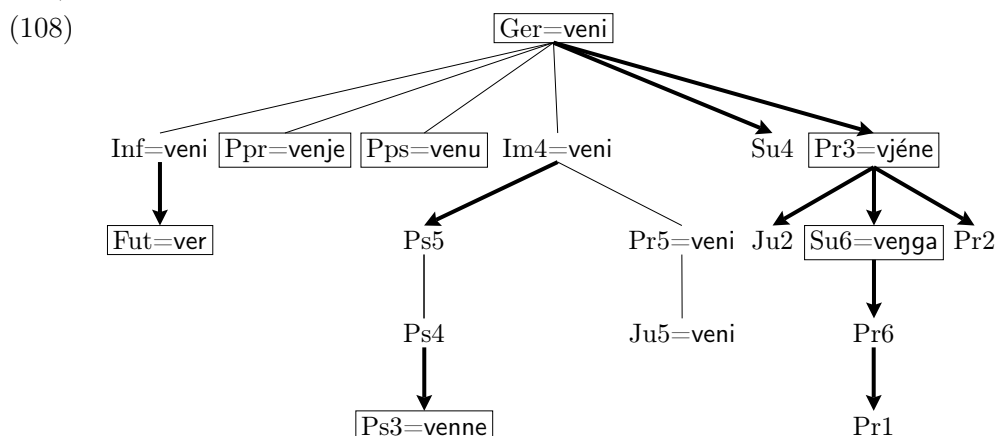 (108)
Ger=veni
Inf=veni Ppr=venje Pps=venu Im4=veni Su4 Pr3=vjéne
Fut=ver Ps5 Pr5=veni Ju2 Su6=veŋga Pr2
Ps4 Ju5=veni Pr6
Ps3=venne Pr1